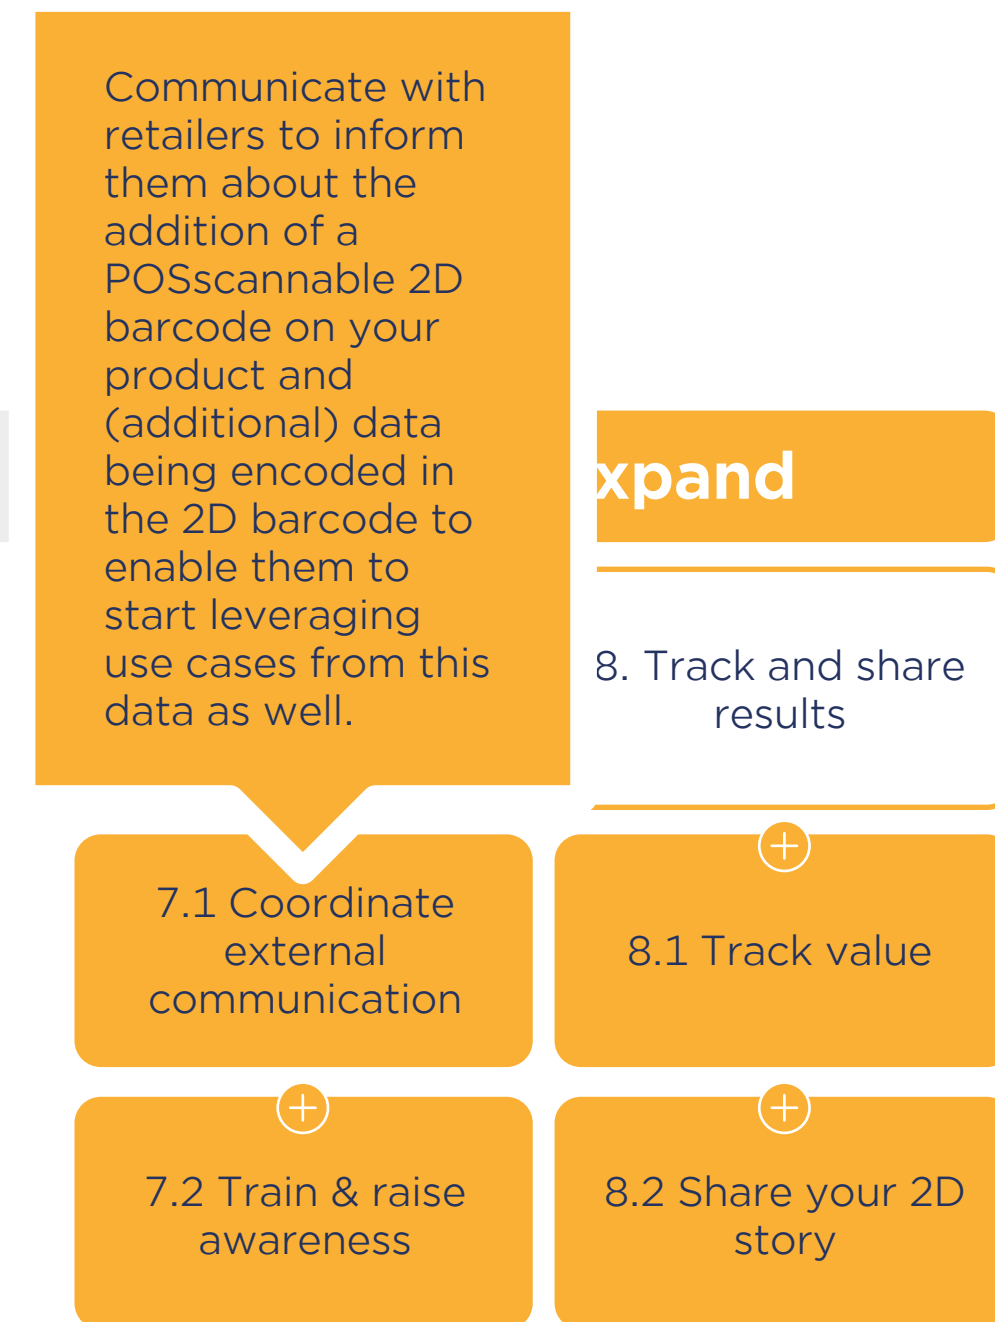 Communicate with
retailers to inform
them about the
addition of a
POSscannable 2D
barcode on your
product and
(additional) data
being encoded in
the 2D barcode to
enable them to
start leveraging
use cases from this
data as well.
xpand
8. Track and share
results
7.1 Coordinate
external
communication
8.1 Track value
7.2 Train & raise
awareness
8.2 Share your 2D
story